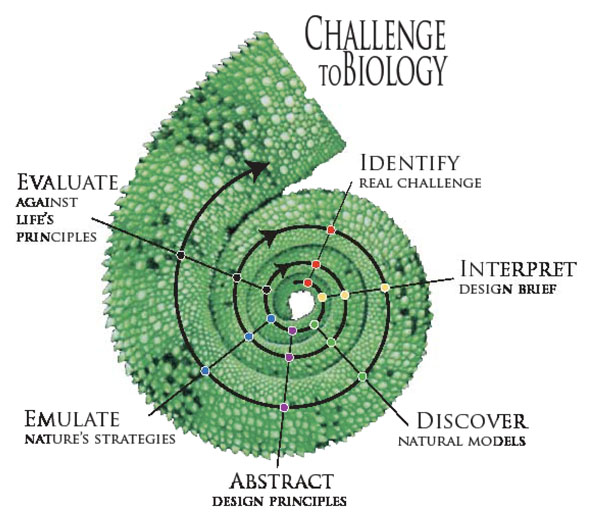 CHALLENGE
TO BIOLOGY
IDENTIFY
REAL CHALLENGE
INTERPRET
DESIGN BRIEF
DISCOVER
NATURAL MODELS
ABSTRACT
DESIGN PRINCIPLES
EMULATE
NATURE'S STRATEGIES
EVALUATE
AGAINST
LIFE'S
PRINCIPLES